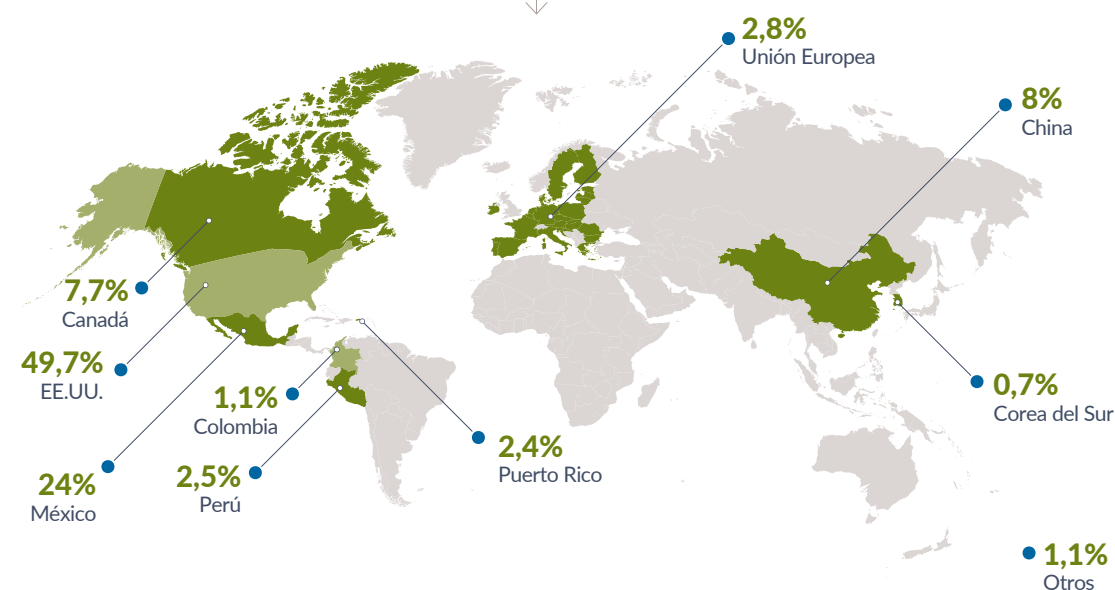 2,8%
Unión Europea
8%
China
7,7%
Canadá
49,7%
EE.UU.
1,1%
Colombia
24%
México
2,5%
Perú
2,4%
Puerto Rico
0,7%
Corea del Sur
1,1%
Otros